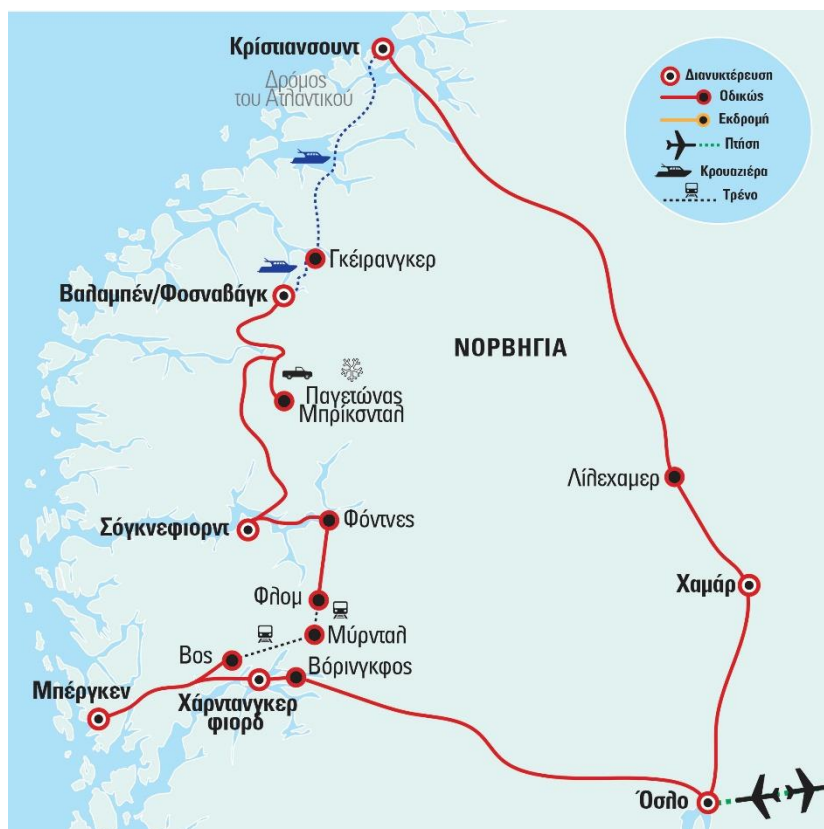 Κρίστιανσουντ
Δρόμος
του Ατλαντικού
Διανυκτέρευση
Οδικώς
Εκδρομή
Πτήση
Κρουαζιέρα
Τρένο
Γκέιρανγκερ
Βαλαμπέν/Φοσναβάγκ
ΝΟΡΒΗΓΙΑ
Παγετώνας
Μπρίκσνταλ
Λίλεχαμερ
Σόγκνεφιορντ
Φόντνες
Χαμάρ
Φλομ
Μύρνταλ
Βος
Βόρινγκφος
Μπέργκεν
Χάρντανγκερ
φιορδ
Όσλο